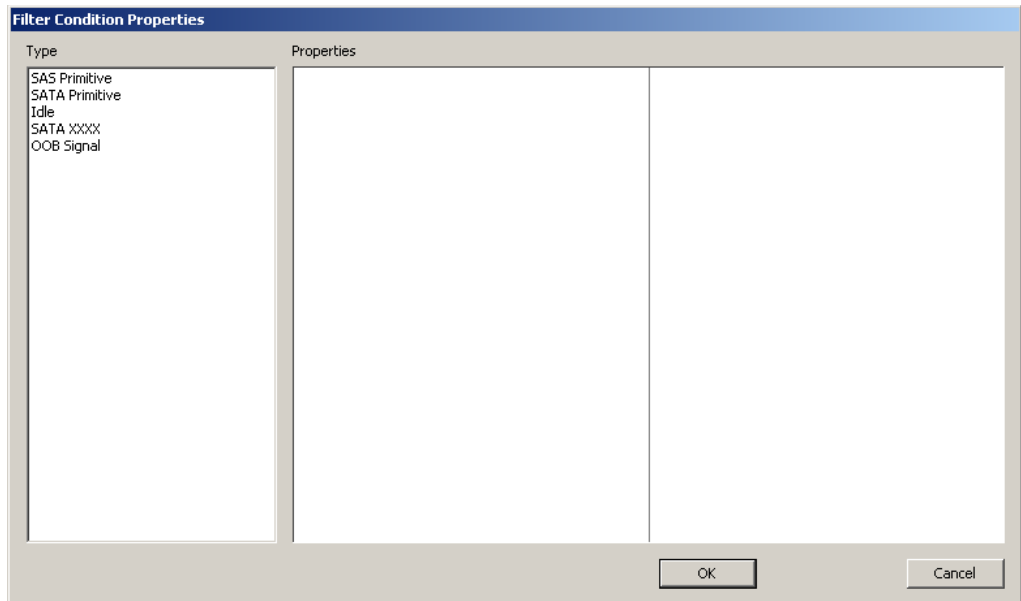 Filter Condition Properties
Type
Properties
SAS Primitive
SATA Primitive
Idle
SATA XXXX
OOB Signal
OK
Cancel